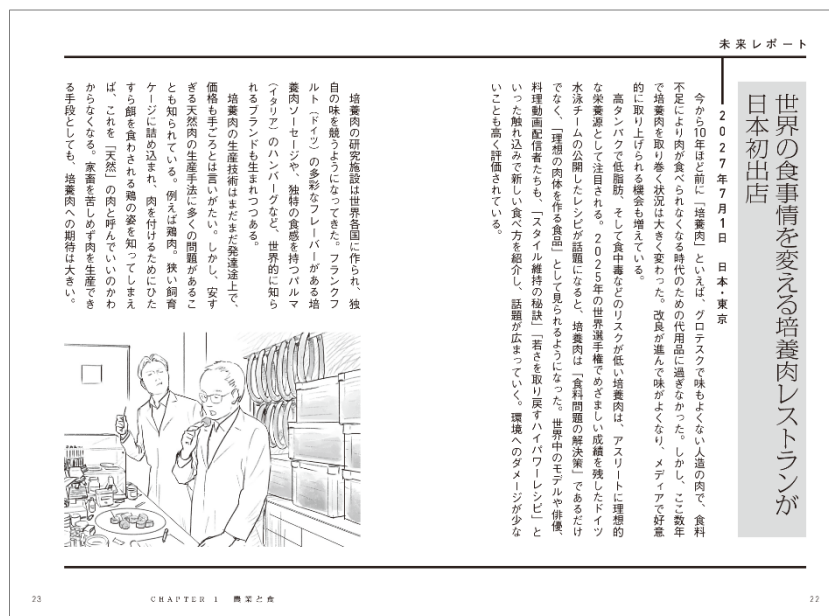 未来レポート
世界の食事情を変える培養肉レストランが
日本初出店
2027年7月1日 日本・東京
今から10年ほど前に「培養肉」といえば、グロテスクで味もよくない人造の肉で、食料
不足により肉が食べられなくなる時代のための代用品に過ぎなかった。しかし、ここ数年
で培養肉を取り巻く状況は大きく変わった。改良が進んで味がよくなり、メディアで好意
的に取り上げられる機会も増えている。
高タンパクで低脂肪、そして食中毒などのリスクが低い培養肉は、アスリートに理想的
な栄養源として注目される。2025年の世界選手権でめざましい成績を残したドイツ
水泳チームの公開したレシピが話題になると、培養肉は「食料問題の解決策」であるだけ
でなく、「理想の肉体を作る食品」として見られるようになった。世界中のモデルや俳優、
料理動画配信者たちも、「スタイル維持の秘訣」「若さを取り戻すハイパワーレシピ」と
いった触れ込みで新しい食べ方を紹介し、話題が広まっていく。環境へのダメージが少な
いことも高く評価されている。
培養肉の研究施設は世界各国に作られ、独
自の味を競うようになってきた。フランクフ
ルト（ドイツ）の多彩なフレーバーがある培
養肉ソーセージや、独特の食感を持つパルマ
（イタリア）のハンバーグなど、世界的に知ら
れるブランドも生まれつつある。
培養肉の生産技術はまだまだ発達途上で、
価格も手ごろとは言いがたい。しかし、安す
ぎる天然肉の生産手法に多くの問題があるこ
とも知られている。例えば鶏肉。狭い飼育
ケージに詰め込まれ、肉を付けるためにひた
すら餌を食わされる鶏の姿を知ってしまえ
ば、これを「天然」の肉と呼んでいいのかわ
からなくなる。家畜を苦しめず肉を生産でき
る手段としても、培養肉への期待は大きい。
23
CHAPTER 1 農業と食
22